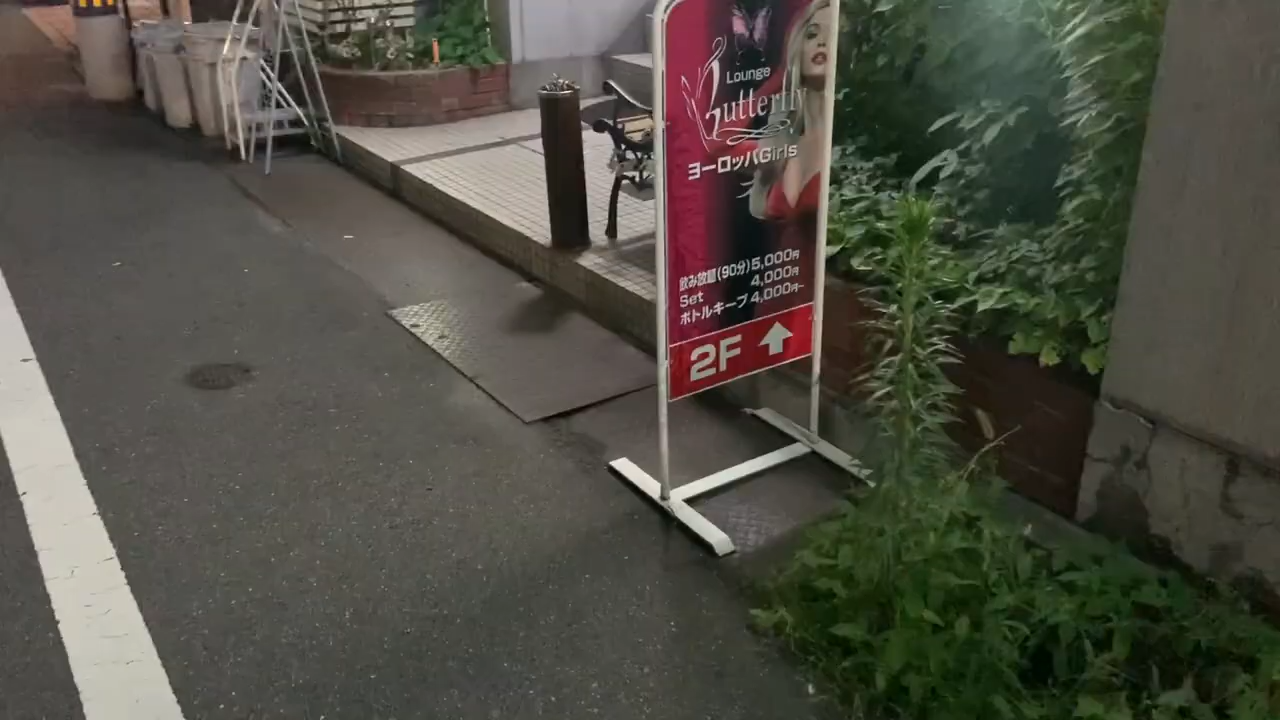 Lounge
Butterfly
ヨーロッパGirls
飲み放題(90分)5,000円
Set 4,000円
ボトルキープ4,000円~
2F